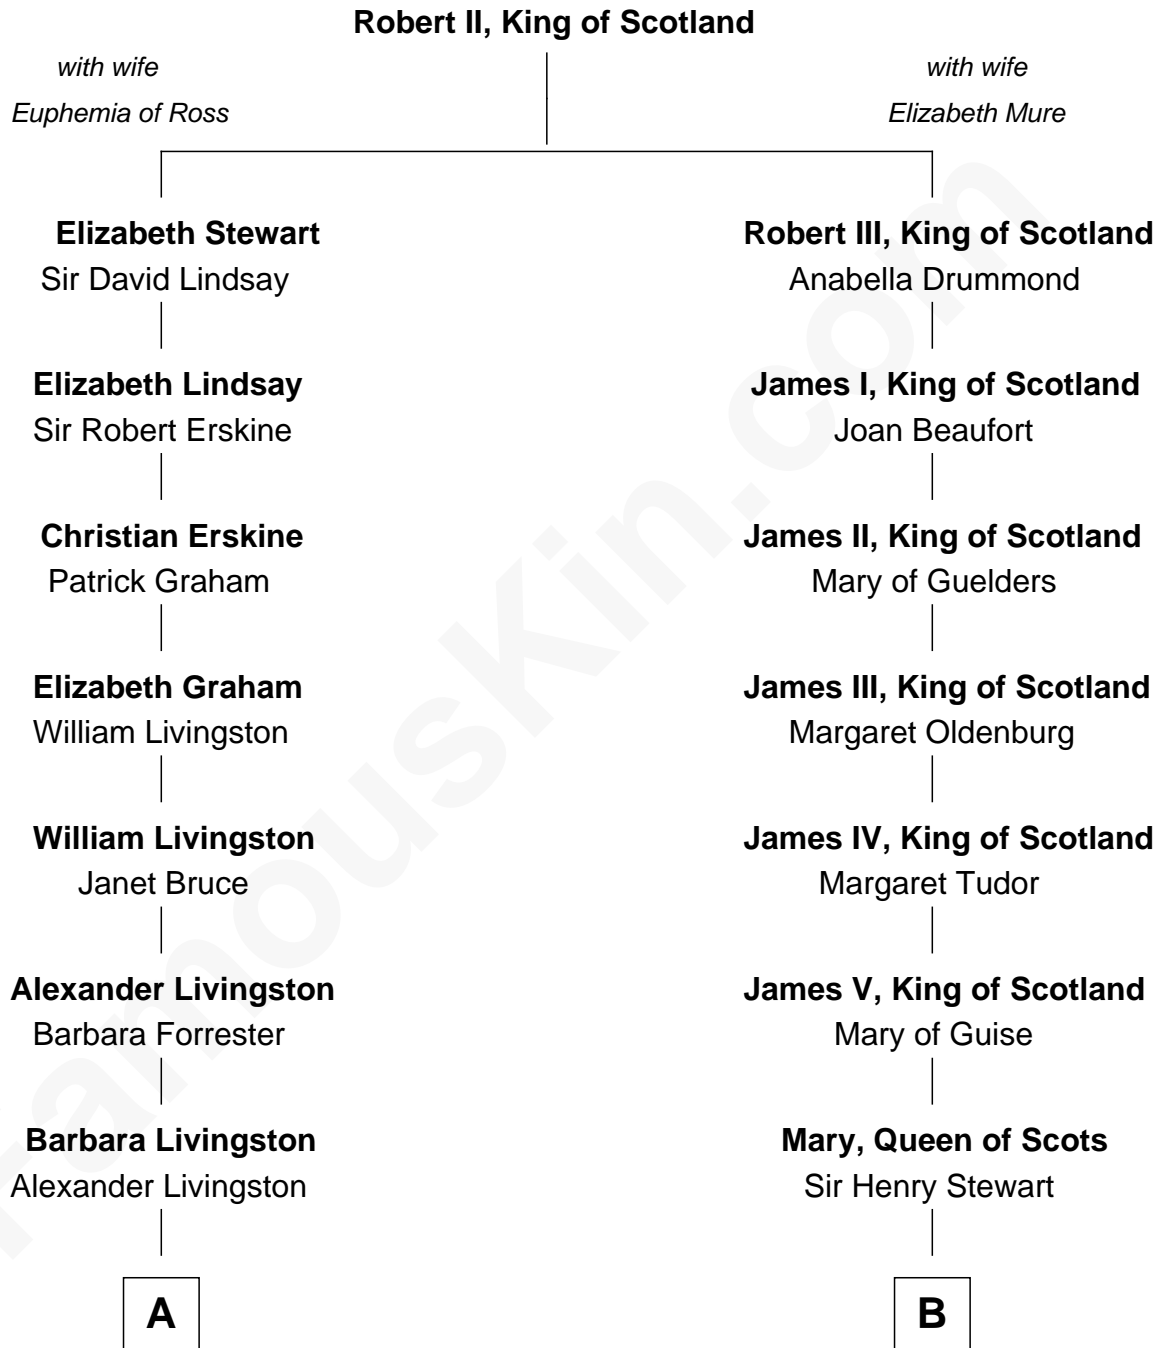 Robert II, King of Scotland
with wife
Euphemia of Ross
with wife
Elizabeth Mure
Elizabeth Stewart
Sir David Lindsay
Robert III, King of Scotland
Anabella Drummond
Elizabeth Lindsay
Sir Robert Erskine
James I, King of Scotland
Joan Beaufort
Christian Erskine
Patrick Graham
James II, King of Scotland
Mary of Guelders
Elizabeth Graham
William Livingston
James III, King of Scotland
Margaret Oldenburg
William Livingston
Janet Bruce
James IV, King of Scotland
Margaret Tudor
Alexander Livingston
Barbara Forrester
James V, King of Scotland
Mary of Guise
Barbara Livingston
Alexander Livingston
Mary, Queen of Scots
Sir Henry Stewart
A
B
FamousKin.com